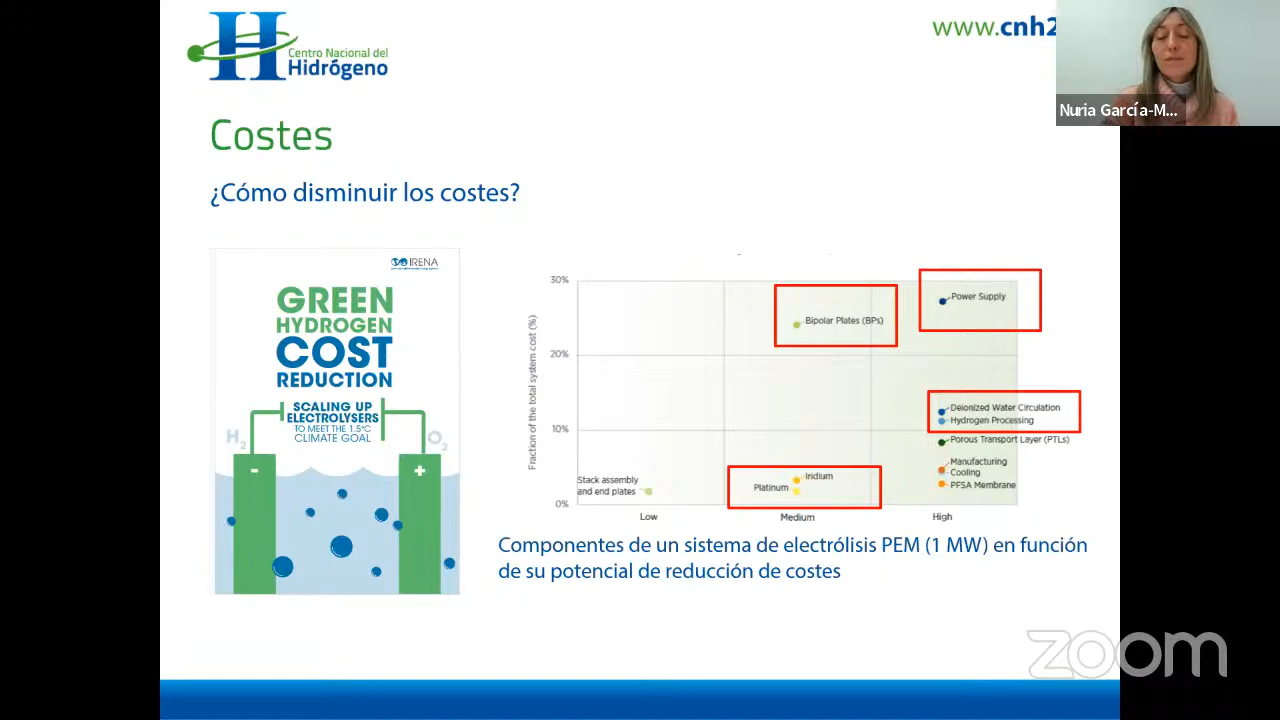 Centro Nacional del
Hidrógeno
www.cnh2
Nuria García-M...
Costes
¿Cómo disminuir los costes?
IRENA
GREEN
HYDROGEN
COST
REDUCTION
SCALING UP
ELECTROLYSERS
TO MEET THE 1.5°C
CLIMATE GOAL
H2
O2
-
+
Fraction of the total system cost (%)
30%
20%
10%
0%
Power Supply
Bipolar Plates (BPs)
Deionized Water Circulation
Hydrogen Processing
Porous Transport Layer (PTLs)
Manufacturing
Cooling
PFSA Membrane
Iridium
Platinum
Stack assembly
and end plates
Low
Medium
High
Componentes de un sistema de electrólisis PEM (1 MW) en función
de su potencial de reducción de costes
zoom